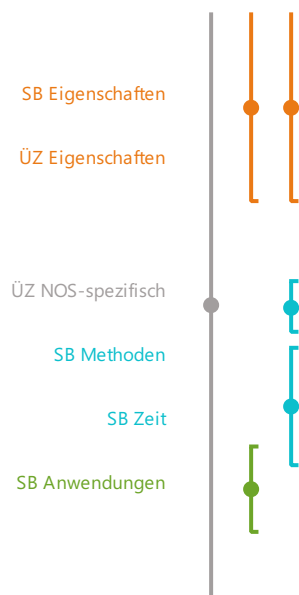 SB Eigenschaften
ÜZ Eigenschaften
ÜZ NOS-spezifisch
SB Methoden
SB Zeit
SB Anwendungen